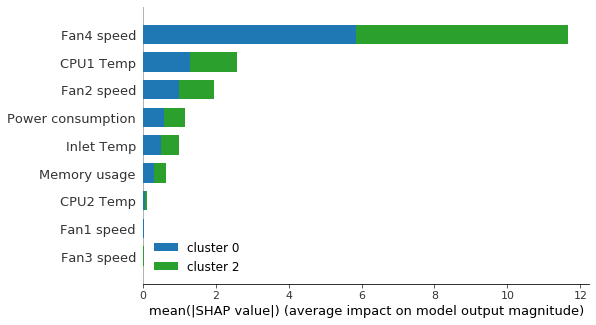 Fan4 speed
CPU1 Temp
Fan2 speed
Power consumption
Inlet Temp
Memory usage
CPU2 Temp
Fan1 speed
Fan3 speed
cluster 0
cluster 2
0 2 4 6 8 10 12
mean(|SHAP value|) (average impact on model output magnitude)